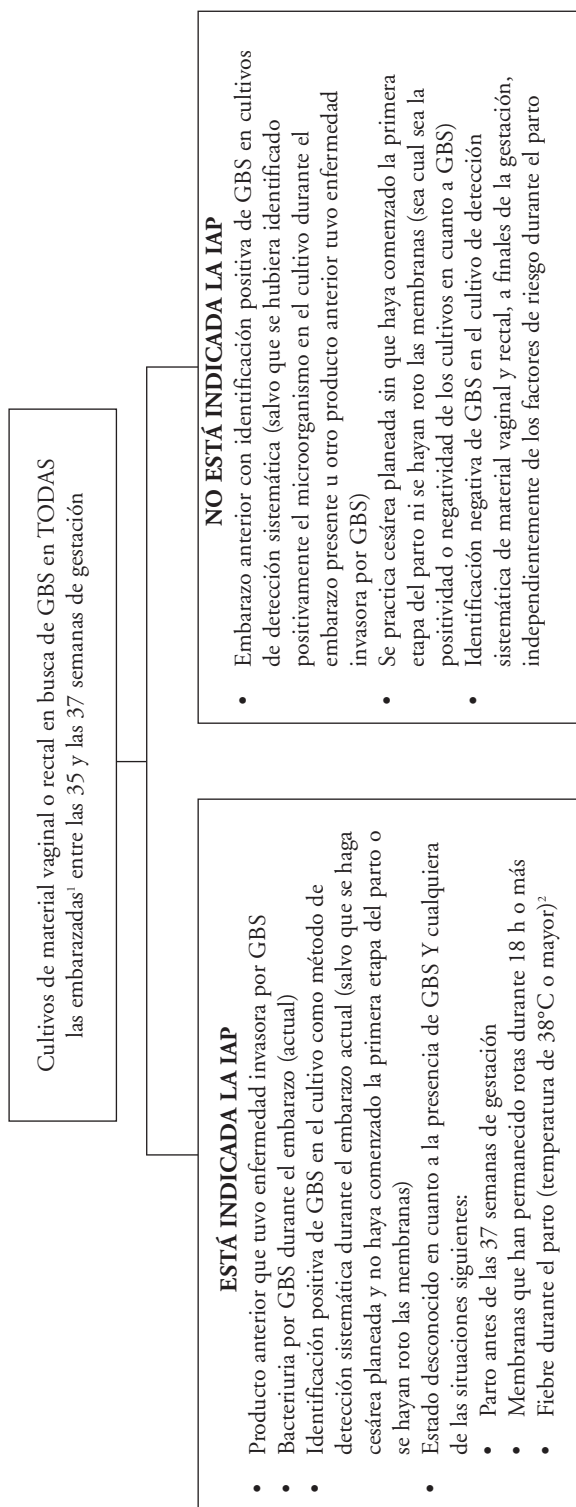 Cultivos de material vaginal o rectal en busca de GBS en TODAS
las embarazadas¹ entre las 35 y las 37 semanas de gestación
ESTÁ INDICADA LA IAP
• Producto anterior que tuvo enfermedad invasora por GBS
• Bacteriuria por GBS durante el embarazo (actual)
• Identificación positiva de GBS en el cultivo como método de
detección sistemática durante el embarazo actual (salvo que se haga
cesárea planeada y no haya comenzado la primera etapa del parto o
se hayan roto las membranas)
• Estado desconocido en cuanto a la presencia de GBS Y cualquiera
de las situaciones siguientes:
• Parto antes de las 37 semanas de gestación
• Membranas que han permanecido rotas durante 18 h o más
• Fiebre durante el parto (temperatura de 38°C o mayor)²
NO ESTÁ INDICADA LA IAP
• Embarazo anterior con identificación positiva de GBS en cultivos
de detección sistemática (salvo que se hubiera identificado
positivamente el microorganismo en el cultivo durante el
embarazo presente u otro producto anterior tuvo enfermedad
invasora por GBS)
• Se practica cesárea planeada sin que haya comenzado la primera
etapa del parto ni se hayan roto las membranas (sea cual sea la
positividad o negatividad de los cultivos en cuanto a GBS)
• Identificación negativa de GBS en el cultivo de detección
sistemática de material vaginal y rectal, a finales de la gestación,
independientemente de los factores de riesgo durante el parto